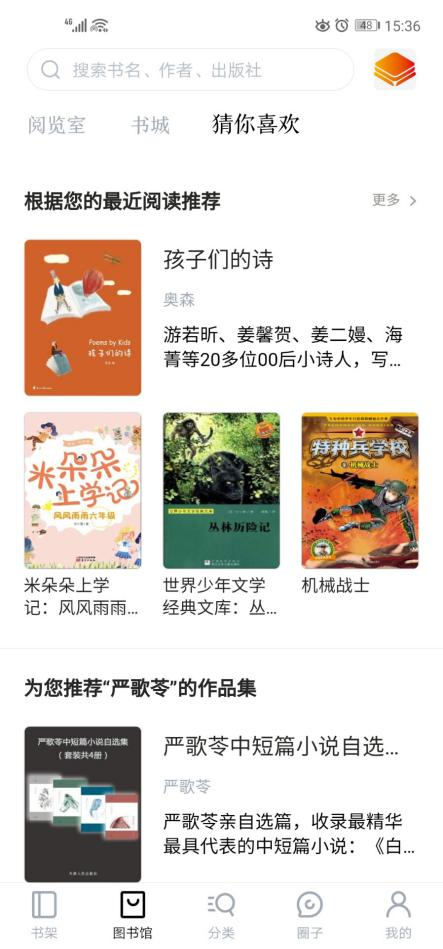 4G 48 15:36
搜索书名、作者、出版社
阅览室 书城 猜你喜欢
根据您的最近阅读推荐 更多
Poems by Kids
孩子们的诗
孩子们的诗
奥森
游若昕、姜馨贺、姜二嫚、海
菁等20多位00后小诗人，写...
米朵朵
上学记
风风雨雨六年级
丛林历险记
特种兵学校
机械战士
米朵朵上学
记：风风雨雨...
世界少年文学
经典文库：丛...
机械战士
为您推荐“严歌苓”的作品集
严歌苓中短篇小说自选集
（套装共4册）
天津人民出版社
严歌苓中短篇小说自选...
严歌苓
严歌苓亲自选篇，收录最精华
最具代表的中短篇小说：《白...
书架 图书馆 分类 圈子 我的